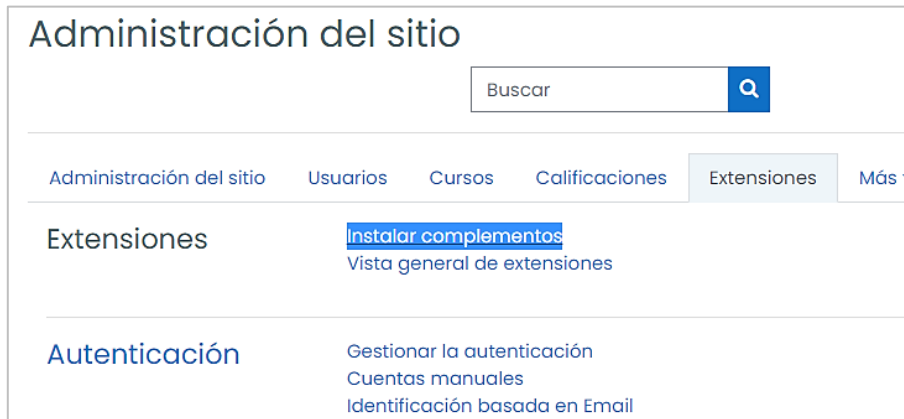 Administración del sitio
Buscar
Administración del sitio Usuarios Cursos Calificaciones Extensiones Más
Extensiones Instalar complementos
Vista general de extensiones
Autenticación Gestionar la autenticación
Cuentas manuales
Identificación basada en Email